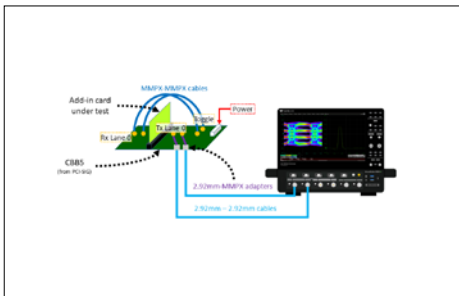 MMPX-MMPX cables
Add-in card
under test
Toggle
Power
Tx Lane 0
Rx Lane 0
CBB5
(from PCI-SIG)
2.92mm-MMPX adapters
2.92mm – 2.92mm cables